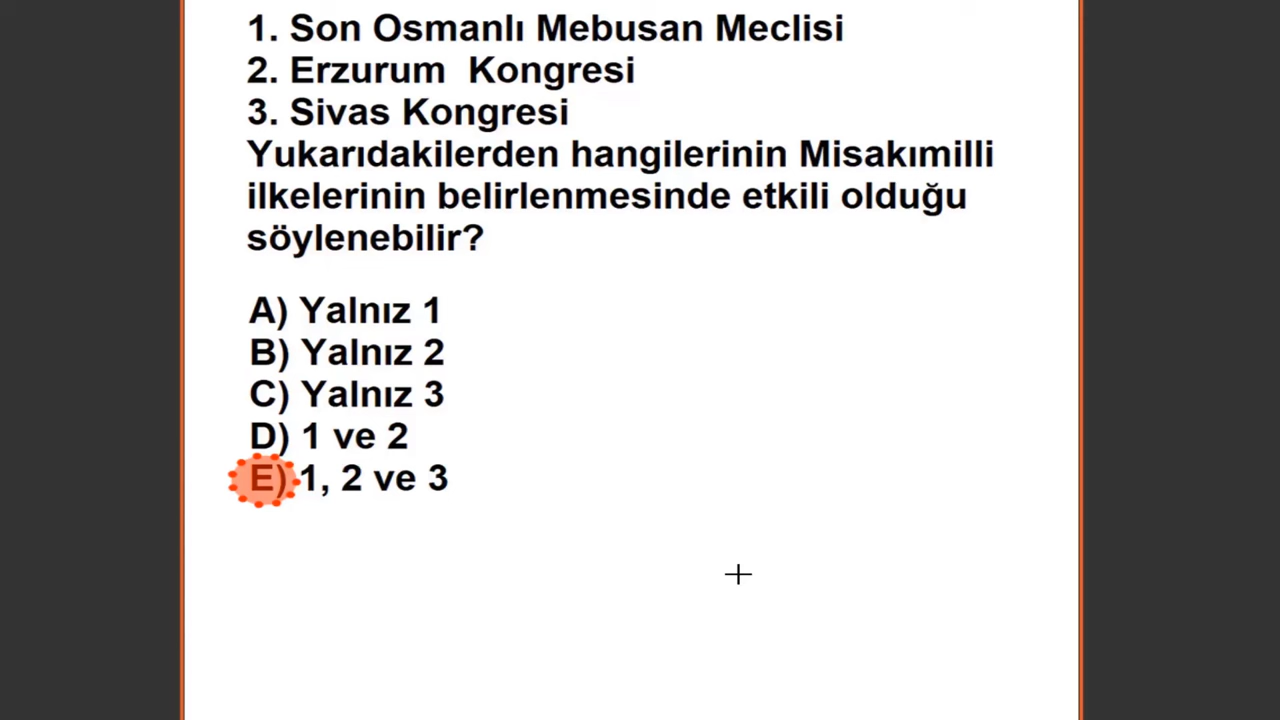 1. Son Osmanlı Mebusan Meclisi
2. Erzurum Kongresi
3. Sivas Kongresi
Yukarıdakilerden hangilerinin Misakımilli
ilkelerinin belirlenmesinde etkili olduğu
söylenebilir?
A) Yalnız 1
B) Yalnız 2
C) Yalnız 3
D) 1 ve 2
E) 1, 2 ve 3